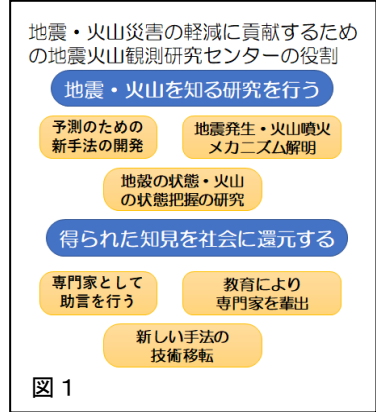 地震・火山災害の軽減に貢献するため
の地震火山観測研究センターの役割
地震・火山を知る研究を行う
予測のための
新手法の開発
地震発生・火山噴火
メカニズム解明
地殻の状態・火山
の状態把握の研究
得られた知見を社会に還元する
専門家として
助言を行う
教育により
専門家を輩出
新しい手法の
技術移転
図1